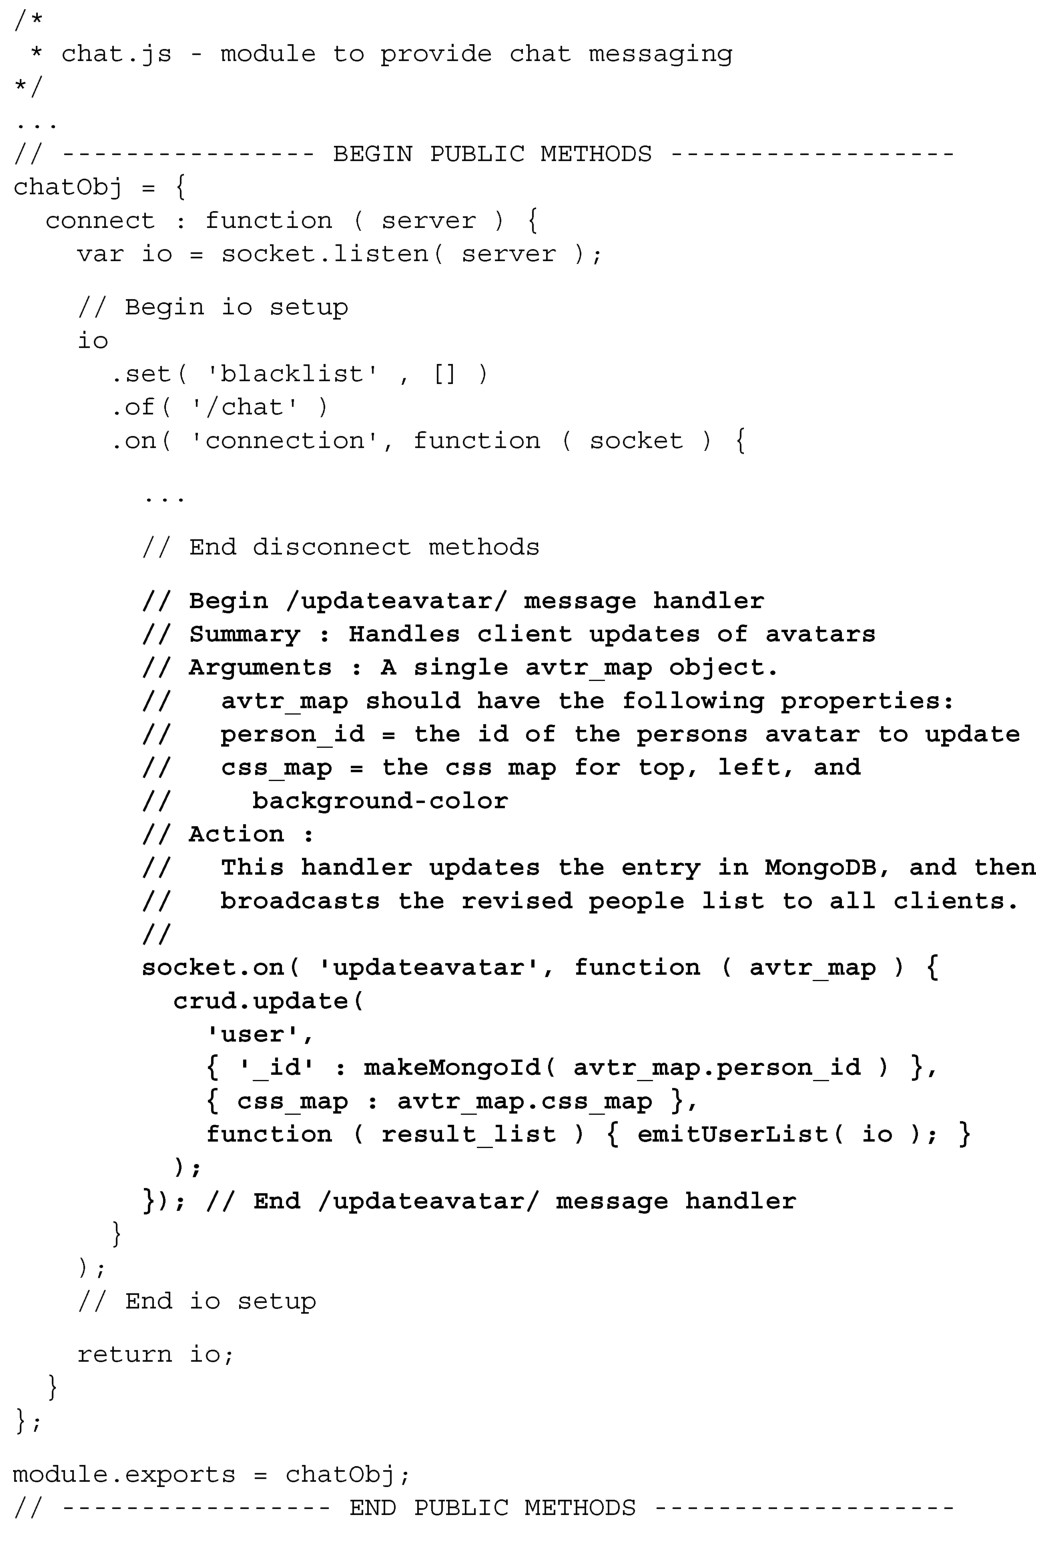 /*
 * chat.js - module to provide chat messaging
*/
...
// ---------------- BEGIN PUBLIC METHODS ------------------
chatObj = {
  connect : function ( server ) {
    var io = socket.listen( server );

    // Begin io setup
    io
      .set( 'blacklist' , [] )
      .of( '/chat' )
      .on( 'connection', function ( socket ) {

        ...

        // End disconnect methods

        // Begin /updateavatar/ message handler
        // Summary : Handles client updates of avatars
        // Arguments : A single avtr_map object.
        //   avtr_map should have the following properties:
        //   person_id = the id of the persons avatar to update
        //   css_map = the css map for top, left, and
        //     background-color
        // Action :
        //   This handler updates the entry in MongoDB, and then
        //   broadcasts the revised people list to all clients.
        //
        socket.on( 'updateavatar', function ( avtr_map ) {
          crud.update(
            'user',
            { '_id' : makeMongoId( avtr_map.person_id ) },
            { css_map : avtr_map.css_map },
            function ( result_list ) { emitUserList( io ); }
          );
        }); // End /updateavatar/ message handler
      }
    );
    // End io setup

    return io;
  }
};

module.exports = chatObj;
// ----------------- END PUBLIC METHODS -------------------